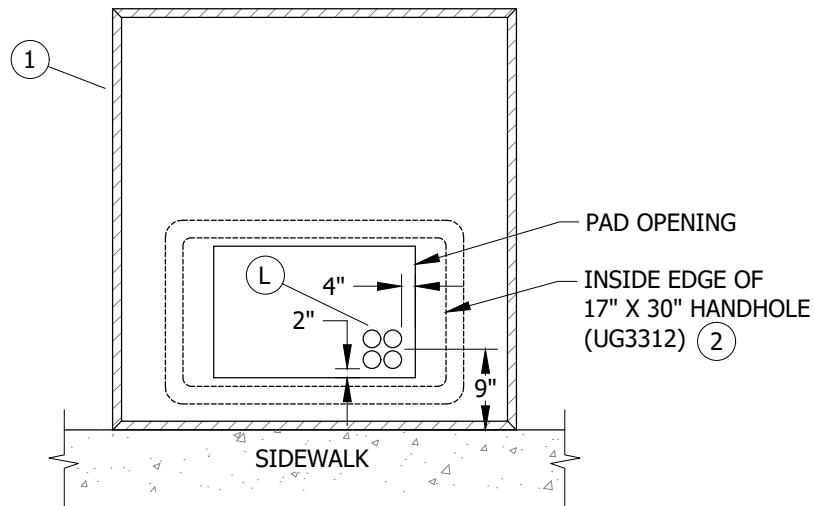 1
PAD OPENING
L
4"
INSIDE EDGE OF
17" X 30" HANDHOLE
(UG3312) 2
2"
9"
SIDEWALK